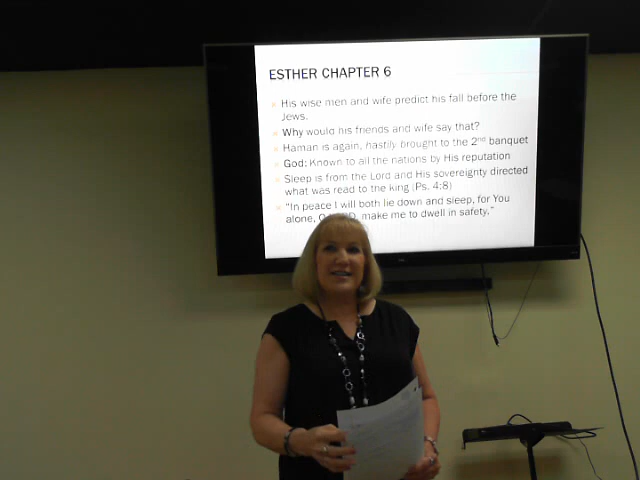 ESTHER CHAPTER 6
His wise men and wife predict his fall before the
Jews.
Why would his friends and wife say that?
Haman is again, hastily brought to the 2nd banquet
God: Known to all the nations by His reputation
Sleep is from the Lord and His sovereignty directed
what was read to the king (Ps. 4:8)
"In peace I will both lie down and sleep, for You
alone, make me to dwell in safety."